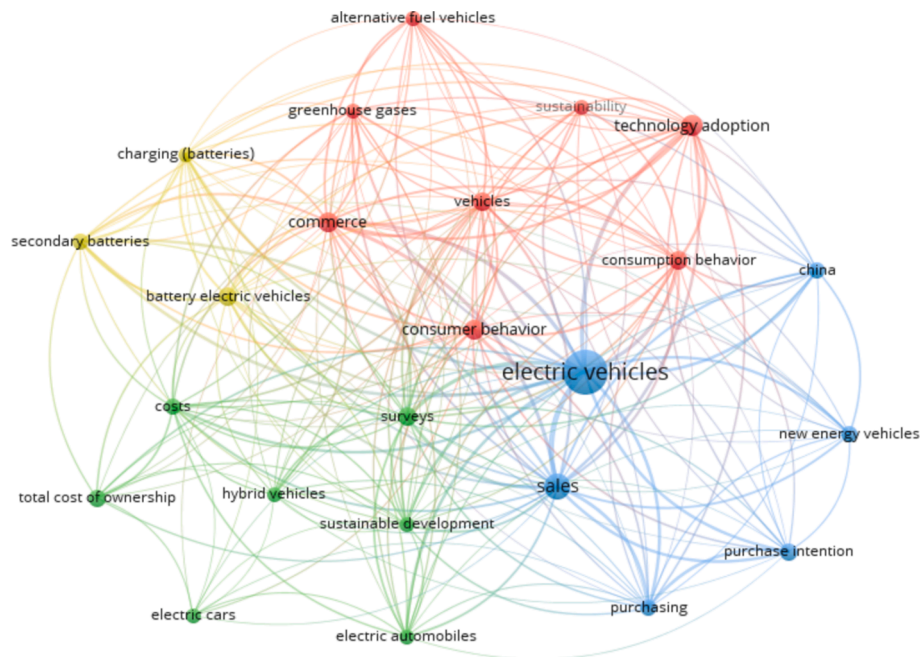 alternative fuel vehicles
greenhouse gases
sustainability
technology adoption
charging (batteries)
vehicles
commerce
secondary batteries
consumption behavior
china
battery electric vehicles
consumer behavior
electric vehicles
costs
surveys
new energy vehicles
sales
total cost of ownership
hybrid vehicles
sustainable development
purchase intention
purchasing
electric cars
electric automobiles